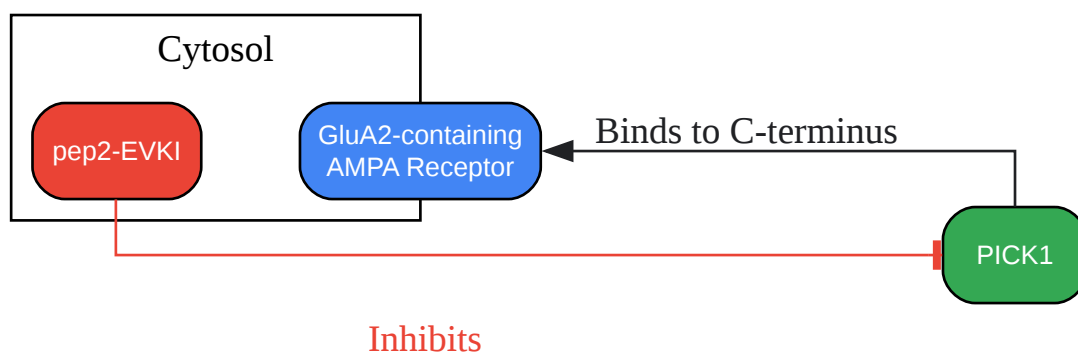 Cytosol
pep2-EVKI
GluA2-containing
AMPA Receptor
Binds to C-terminus
PICK1
Inhibits